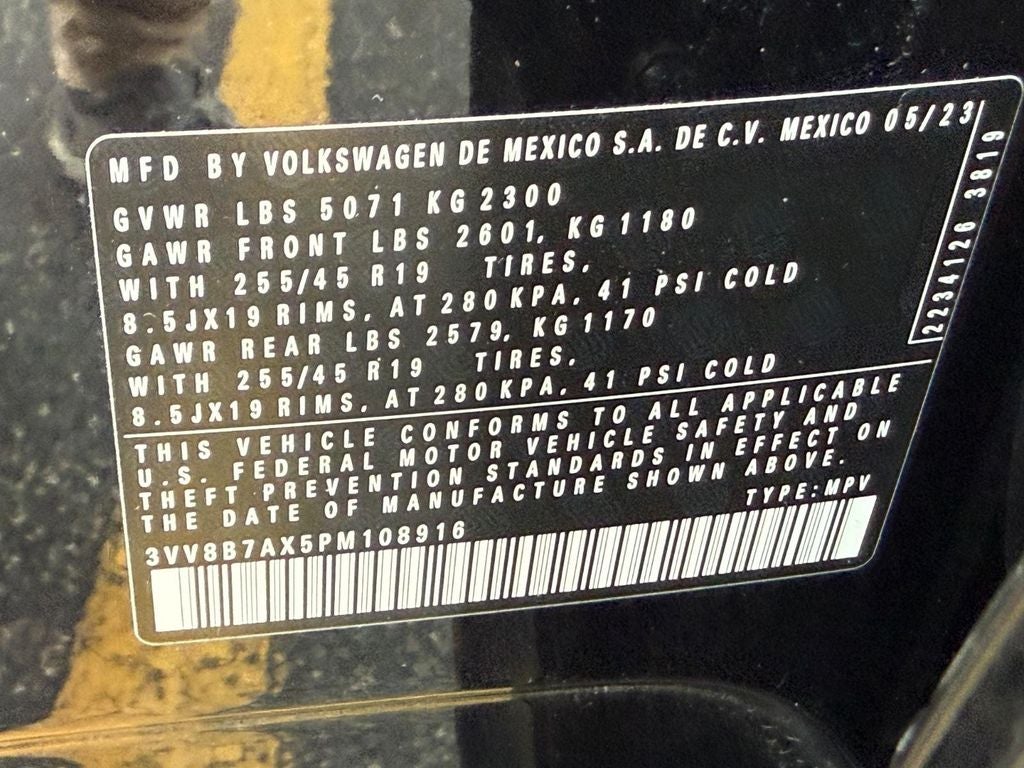 MFD BY VOLKSWAGEN DE MEXICO S.A. DE C.V. MEXICO 05/23
GVWR LBS 5071 KG 2300
GAWR FRONT LBS 2601, KG 1180
WITH 255/45 R19 TIRES,
8.5JX19 RIMS, AT 280 KPA, 41 PSI COLD
GAWR REAR LBS 2579, KG 1170
WITH 255/45 R19 TIRES,
8.5JX19 RIMS, AT 280 KPA, 41 PSI COLD
2234126 3819
THIS VEHICLE CONFORMS TO ALL APPLICABLE
U.S. FEDERAL MOTOR VEHICLE SAFETY AND
THEFT PREVENTION STANDARDS IN EFFECT ON
THE DATE OF MANUFACTURE SHOWN ABOVE.
3VV8B7AX5PM108916 TYPE: MPV